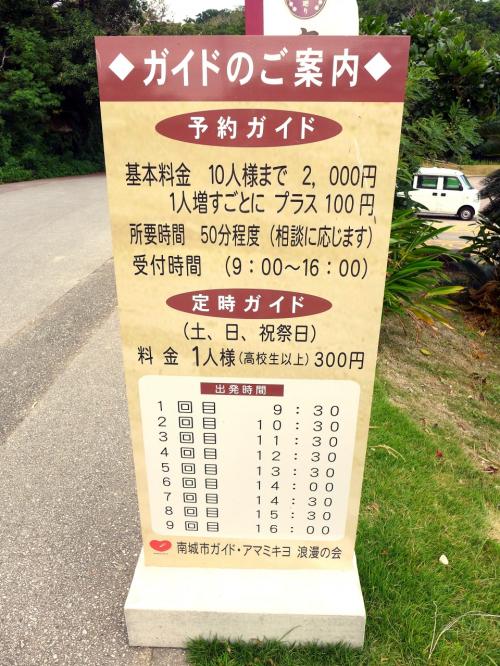 ◆ガイドのご案内◆
予約ガイド
基本料金 10人様まで 2,000円
1人増すごとに プラス100円
所要時間 50分程度（相談に応じます）
受付時間 （9：00～16：00）
定時ガイド
（土、日、祝祭日）
料 金 1人様（高校生以上）300円
出発時間
1 回 目 9：30
2 回 目 10：30
3 回 目 11：30
4 回 目 12：30
5 回 目 13：30
6 回 目 14：00
7 回 目 14：30
8 回 目 15：30
9 回 目 16：00
南城市ガイド・アマミキヨ 浪漫の会